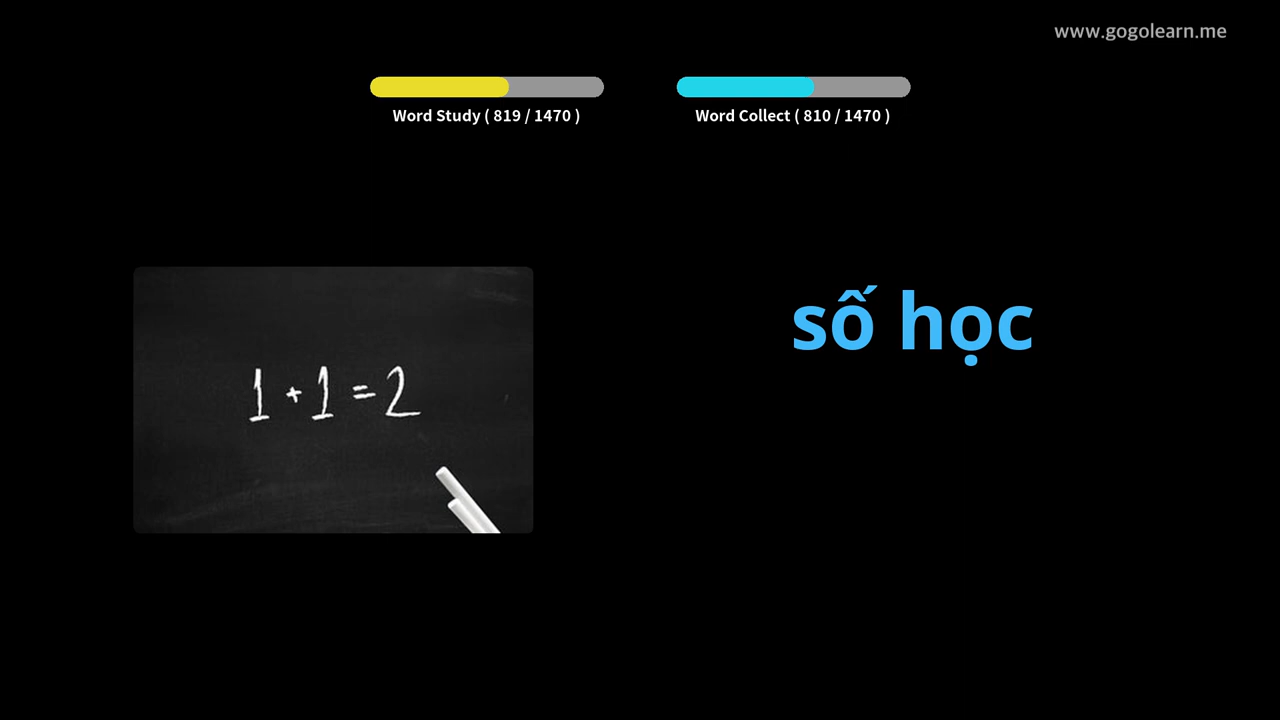 www.gogolearn.me
Word Study ( 819 / 1470 )
Word Collect ( 810 / 1470 )
số học
1 + 1 = 2